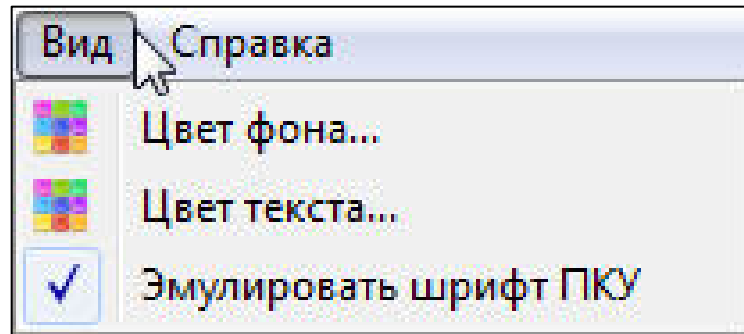 Вид Справка
Цвет фона...
Цвет текста...
Эмулировать шрифт ПКУ